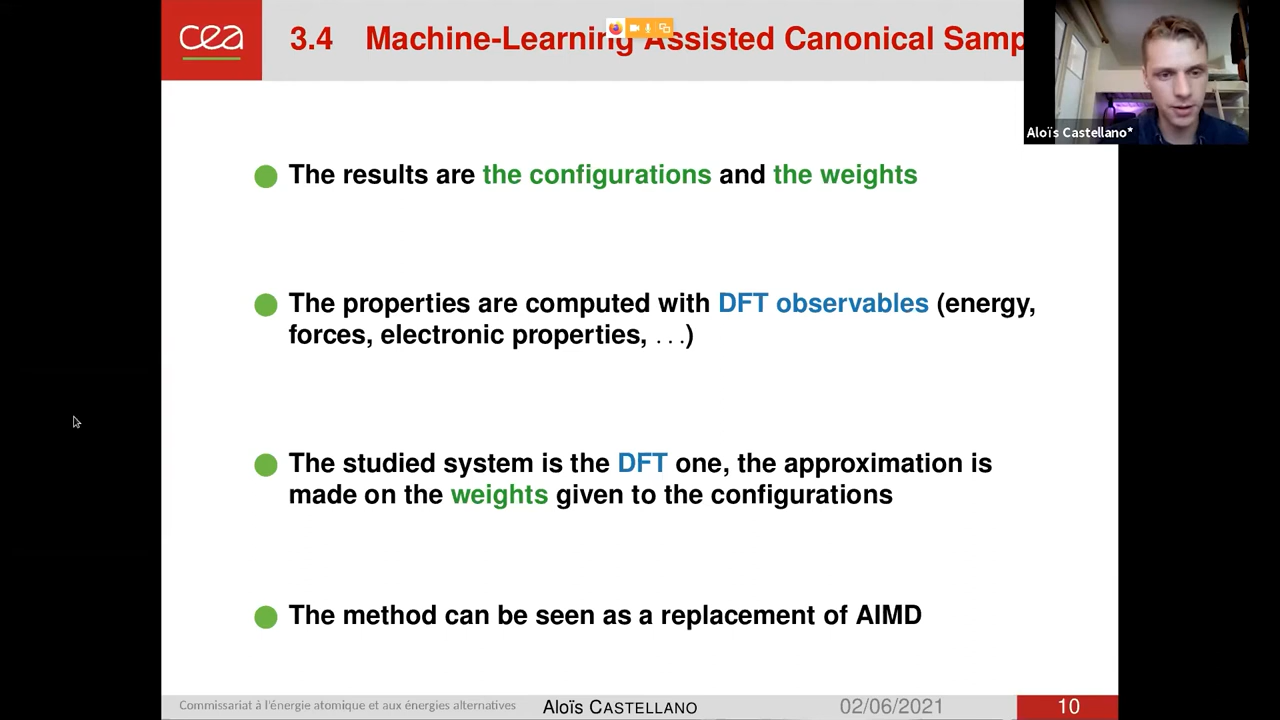 cea
3.4 Machine-Learning Assisted Canonical Samp
Aloïs Castellano*
The results are the configurations and the weights
The properties are computed with DFT observables (energy,
forces, electronic properties, . . .)
The studied system is the DFT one, the approximation is
made on the weights given to the configurations
The method can be seen as a replacement of AIMD
Commissariat à l'énergie atomique et aux énergies alternatives
Aloïs CASTELLANO
02/06/2021
10